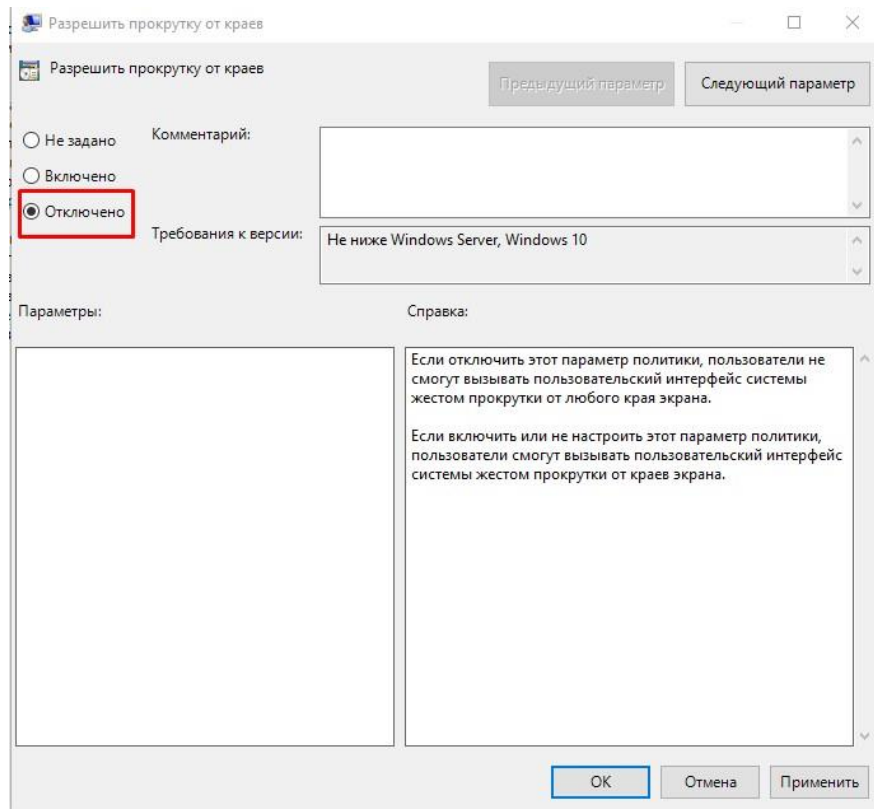 Разрешить прокрутку от краев
Разрешить прокрутку от краев
Предыдущий параметр
Следующий параметр
Не задано
Комментарий:
Включено
Отключено
Требования к версии:
Не ниже Windows Server, Windows 10
Параметры:
Справка:
Если отключить этот параметр политики, пользователи не
смогут вызывать пользовательский интерфейс системы
жестом прокрутки от любого края экрана.
Если включить или не настроить этот параметр политики,
пользователи смогут вызывать пользовательский интерфейс
системы жестом прокрутки от краев экрана.
ОК
Отмена
Применить